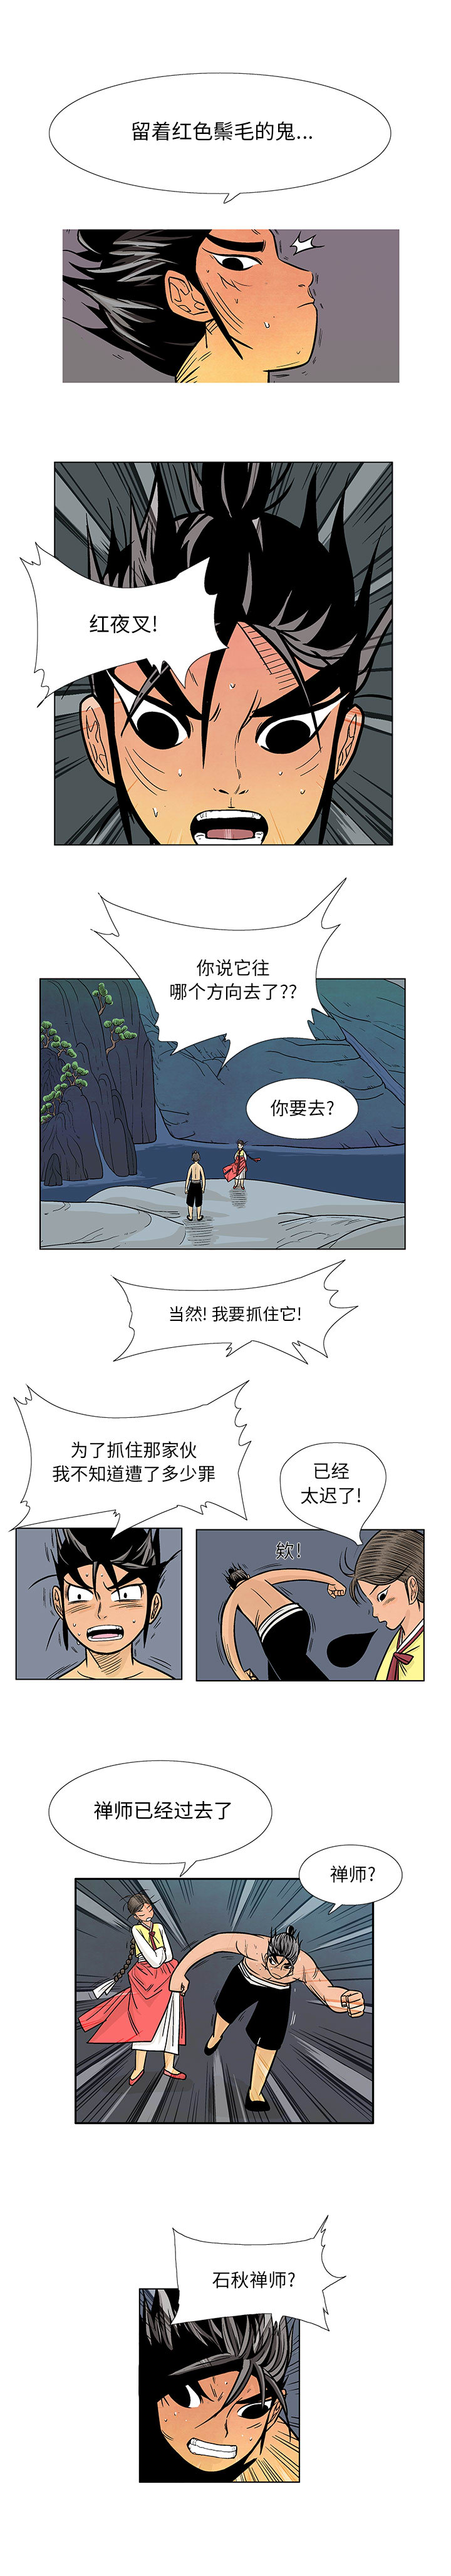 留着红色鬃毛的鬼...
红夜叉!
你说它往
哪个方向去了??
你要去?
当然! 我要抓住它!
为了抓住那家伙
我不知道遭了多少罪
已经
太迟了!
欸!
禅师已经过去了
禅师?
石秋禅师?